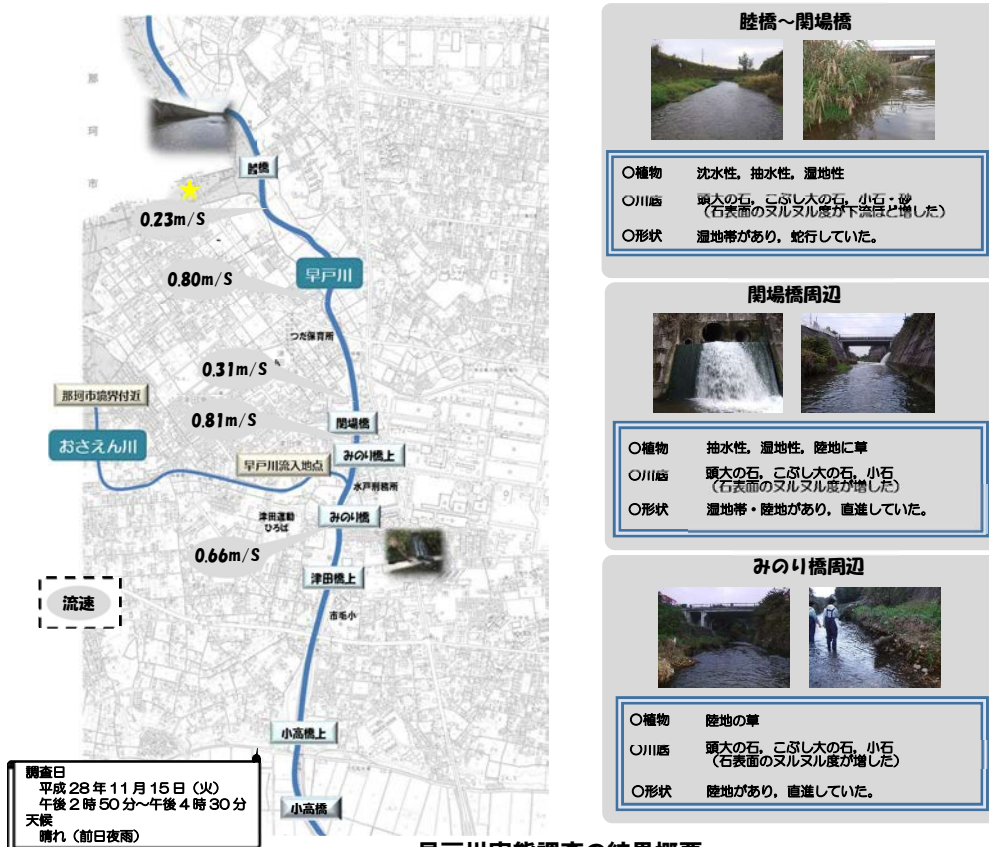 那
珂
市
睦橋
0.23m/S
早戸川
0.80m/S
つだ保育所
0.31m/S
那珂市境界付近
0.81m/S
関場橋
おさえん川
みのり橋上
早戸川流入地点
水戸刑務所
津田運動
ひろば
みのり橋
0.66m/S
津田橋上
流速
市毛小
小高橋上
小高橋
調査日
平成28年11月15日（火）
午後2時50分～午後4時30分
天候
晴れ（前日夜雨）
睦橋～関場橋
○植物 沈水性，抽水性，湿地性
○川底 頭大の石，こぶし大の石，小石・砂
（石表面のヌルヌル度が下流ほど増した）
○形状 湿地帯があり，蛇行していた。
関場橋周辺
○植物 抽水性，湿地性，陸地に草
○川底 頭大の石，こぶし大の石，小石
（石表面のヌルヌル度が増した）
○形状 湿地帯・陸地があり，直進していた。
みのり橋周辺
○植物 陸地の草
○川底 頭大の石，こぶし大の石，小石
（石表面のヌルヌル度が増した）
○形状 陸地があり，直進していた。
早戸川実態調査の結果概要